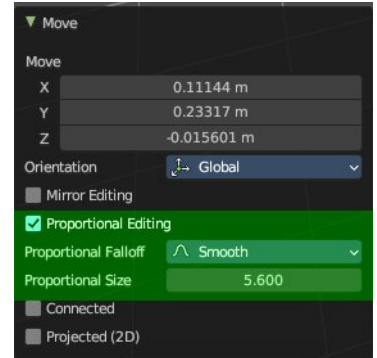 Move
Move
X 0.11144 m
Y 0.23317 m
Z -0.015601 m
Orientation Global
Mirror Editing
Proportional Editing
Proportional Falloff Smooth
Proportional Size 5.600
Connected
Projected (2D)